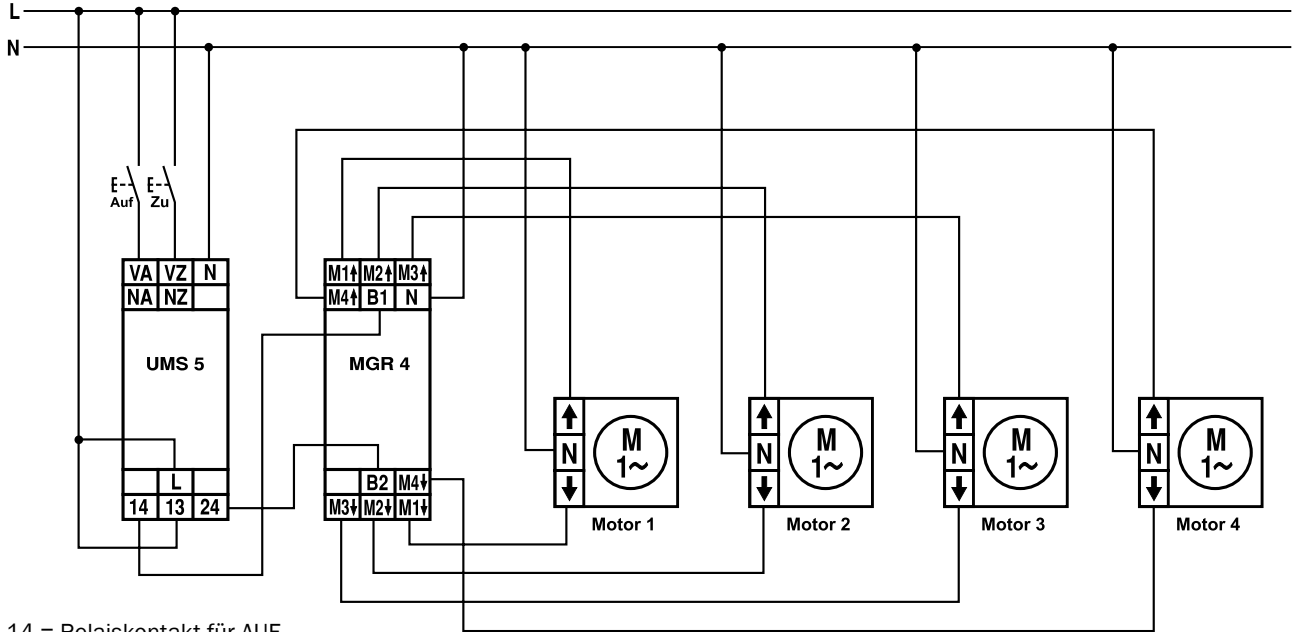 L
N
Auf Zu
VA VZ N
NA NZ
UMS 5
L
14 13 24
M1↑ M2↑ M3↑
M4↑ B1 N
MGR 4
B2 M4↓
M3↓ M2↓ M1↓
↑
N
↓
M
1~
Motor 1
↑
N
↓
M
1~
Motor 2
↑
N
↓
M
1~
Motor 3
↑
N
↓
M
1~
Motor 4
14 = Relaiskontakt für AUF